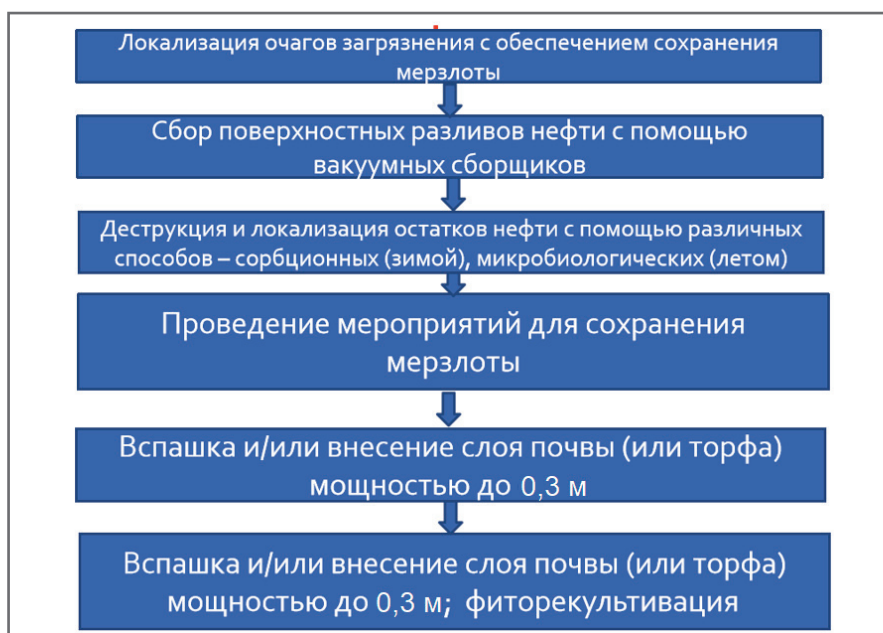 Локализация очагов загрязнения с обеспечением сохранения
мерзлоты
Сбор поверхностных разливов нефти с помощью
вакуумных сборщиков
Деструкция и локализация остатков нефти с помощью различных
способов – сорбционных (зимой), микробиологических (летом)
Проведение мероприятий для сохранения
мерзлоты
Вспашка и/или внесение слоя почвы (или торфа)
мощностью до 0,3 м
Вспашка и/или внесение слоя почвы (или торфа)
мощностью до 0,3 м; фиторекультивация